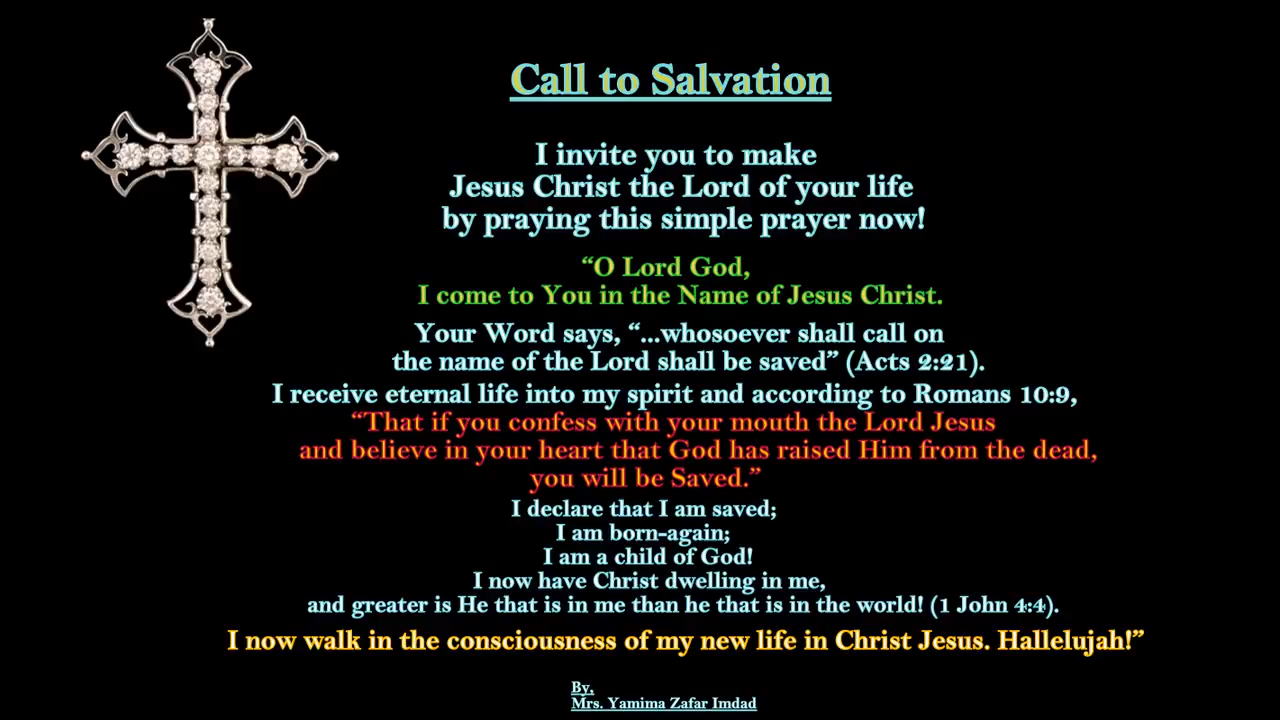 Call to Salvation
I invite you to make
Jesus Christ the Lord of your life
by praying this simple prayer now!
“O Lord God,
I come to You in the Name of Jesus Christ.
Your Word says, “...whosoever shall call on
the name of the Lord shall be saved” (Acts 2:21).
I receive eternal life into my spirit and according to Romans 10:9,
“That if you confess with your mouth the Lord Jesus
and believe in your heart that God has raised Him from the dead,
you will be Saved.”
I declare that I am saved;
I am born-again;
I am a child of God!
I now have Christ dwelling in me,
and greater is He that is in me than he that is in the world! (1 John 4:4).
I now walk in the consciousness of my new life in Christ Jesus. Hallelujah!”
By,
Mrs. Yamima Zafar Imdad